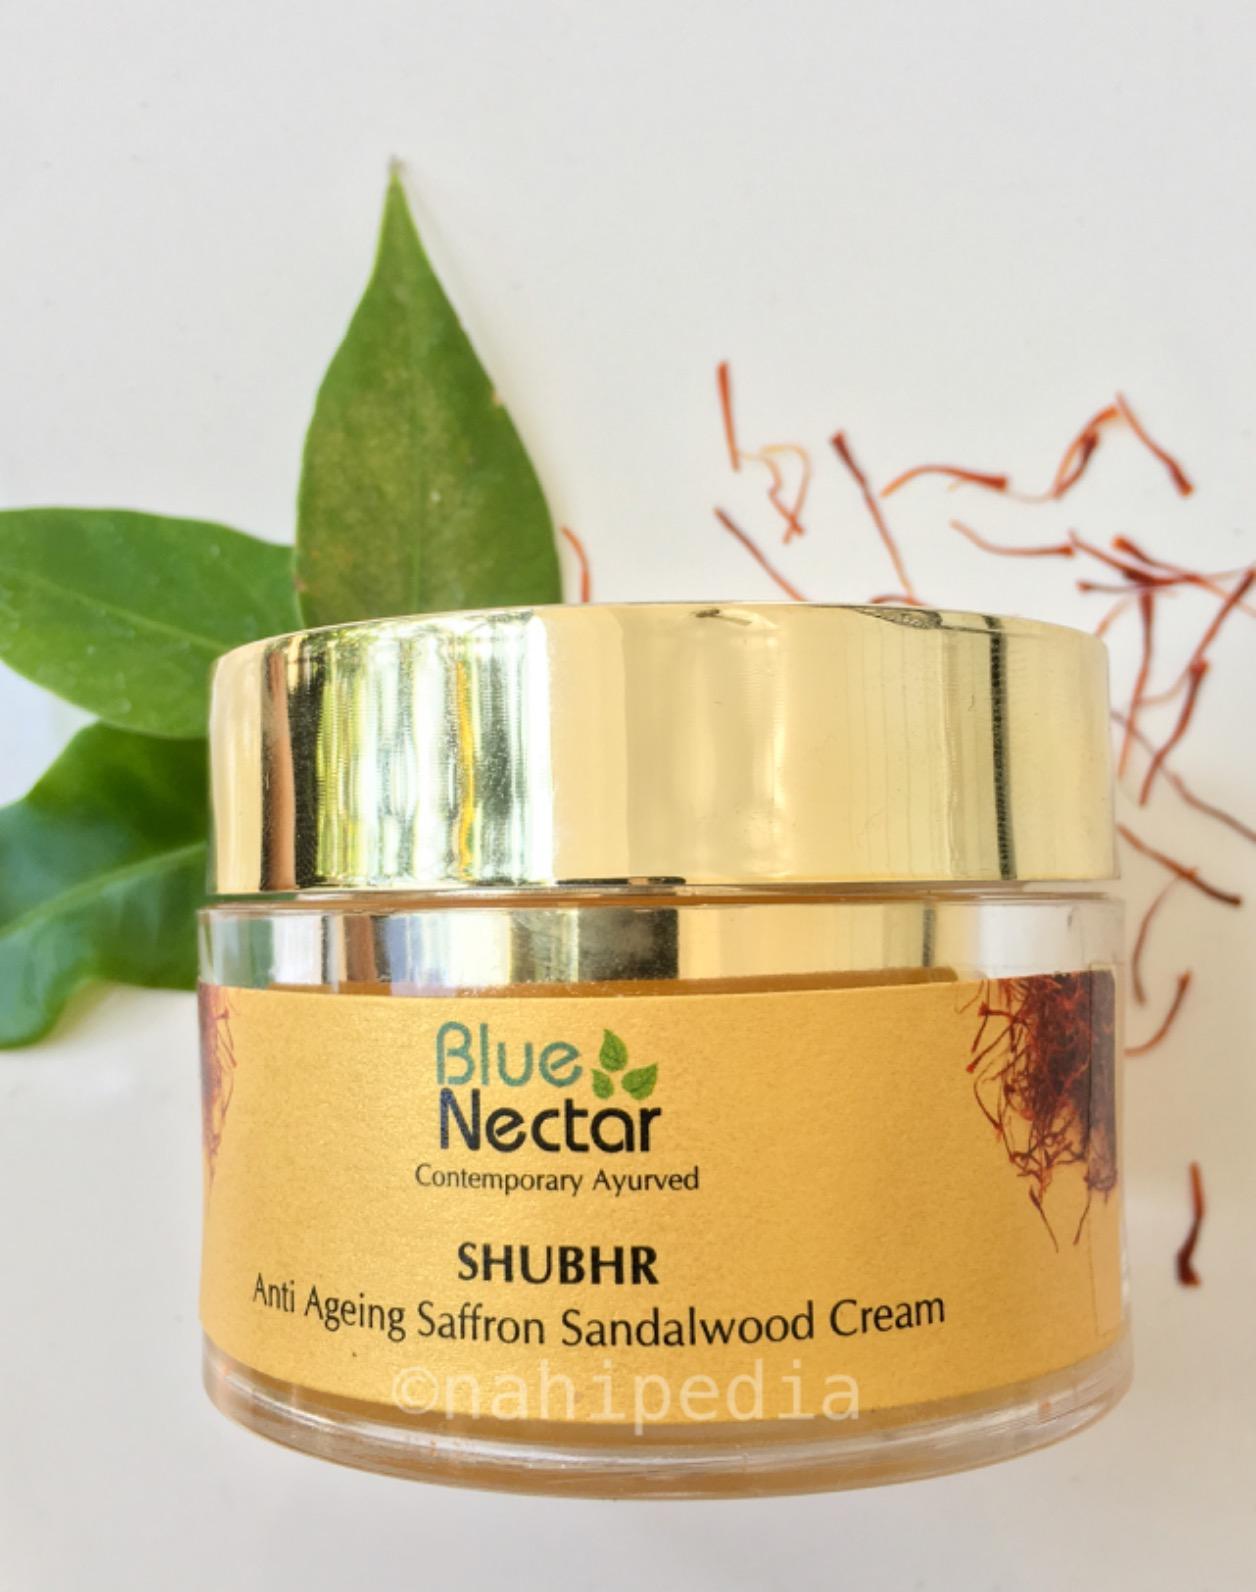 Blue
Nectar
Contemporary Ayurved
SHUBHR
Anti Ageing Saffron Sandalwood Cream
©nahipedia